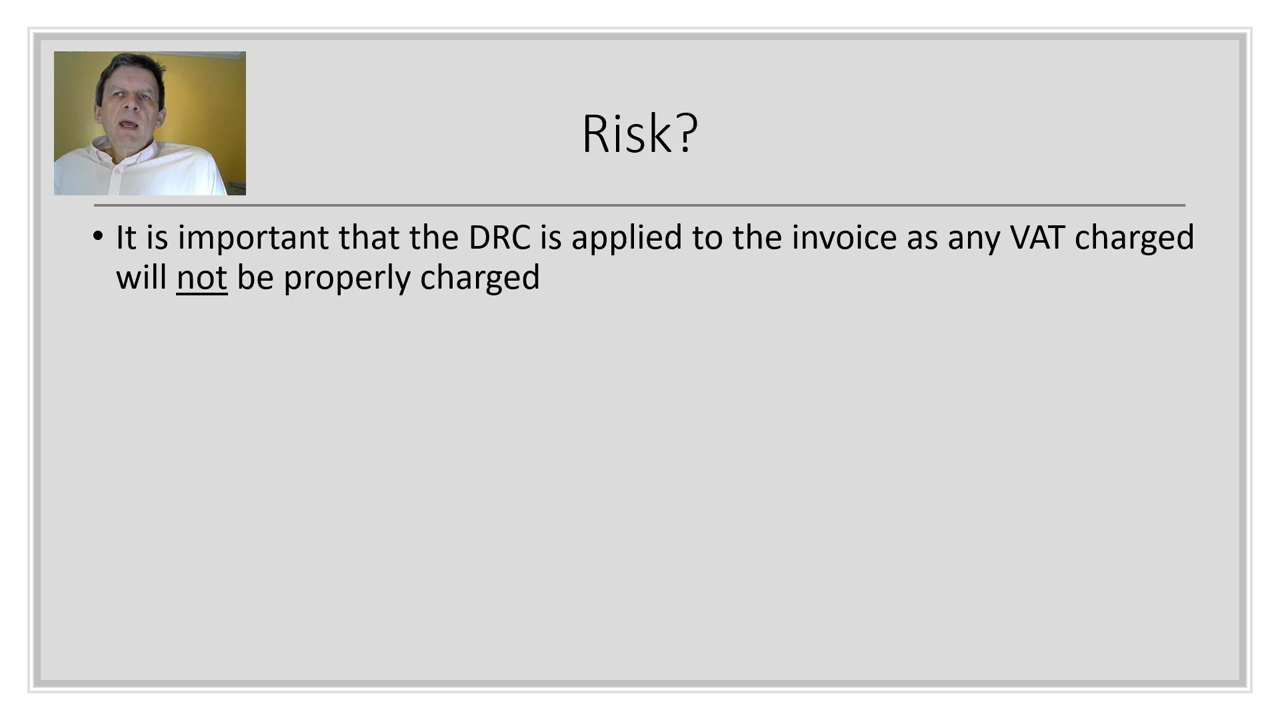 Risk?
• It is important that the DRC is applied to the invoice as any VAT charged
will not be properly charged